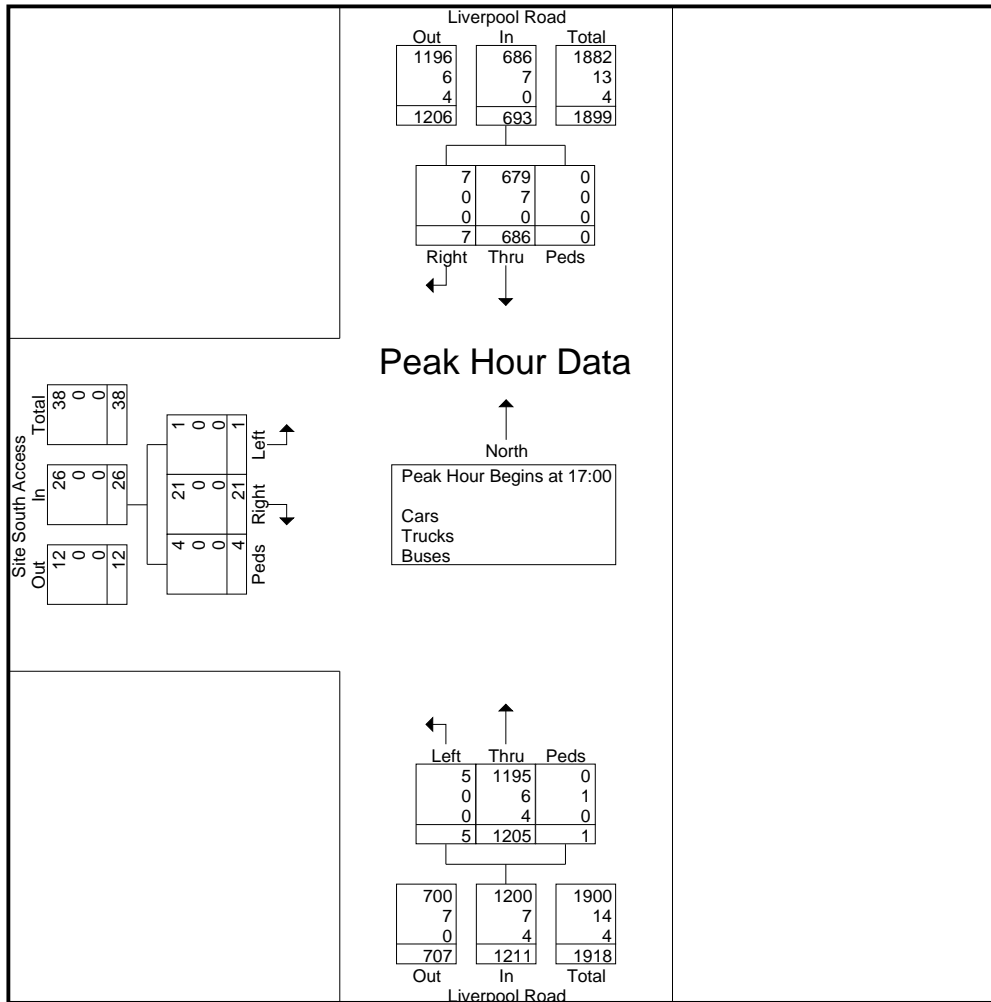 Liverpool Road
Out In Total
1196 686 1882
6 7 13
4 0 4
1206 693 1899
7 679 0
0 7 0
0 0 0
7 686 0
Right Thru Peds
Peak Hour Data
North
Peak Hour Begins at 17:00
Cars
Trucks
Buses
Site South Access
Out In Total
12 26 38
0 0 0
0 0 0
12 26 38
4 21 1
0 0 0
0 0 0
4 21 1
Peds Right Left
Left Thru Peds
5 1195 0
0 6 1
0 4 0
5 1205 1
700 1200 1900
7 7 14
0 4 4
707 1211 1918
Out In Total
Liverpool Road